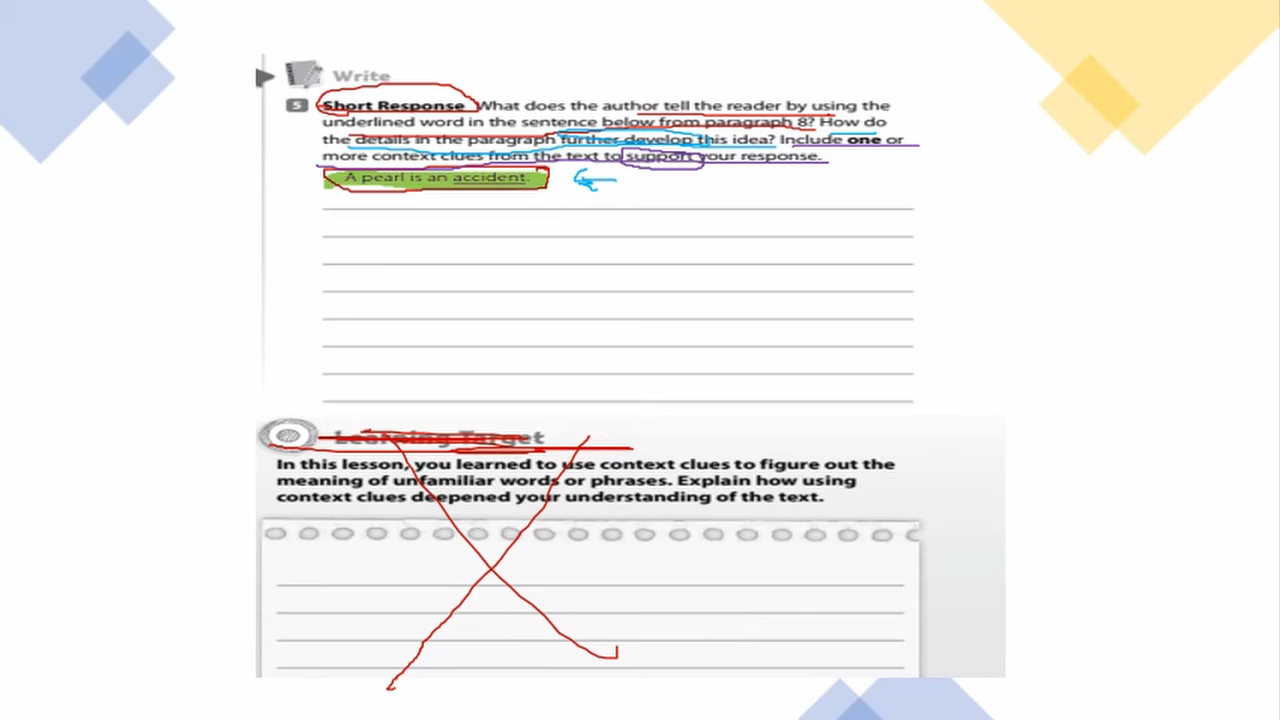 Write
5 Short Response What does the author tell the reader by using the
underlined word in the sentence below from paragraph 8? How do
the details in the paragraph further develop this idea? Include one or
more context clues from the text to support your response.
A pearl is an accident.
Learning Target
In this lesson, you learned to use context clues to figure out the
meaning of unfamiliar words or phrases. Explain how using
context clues deepened your understanding of the text.